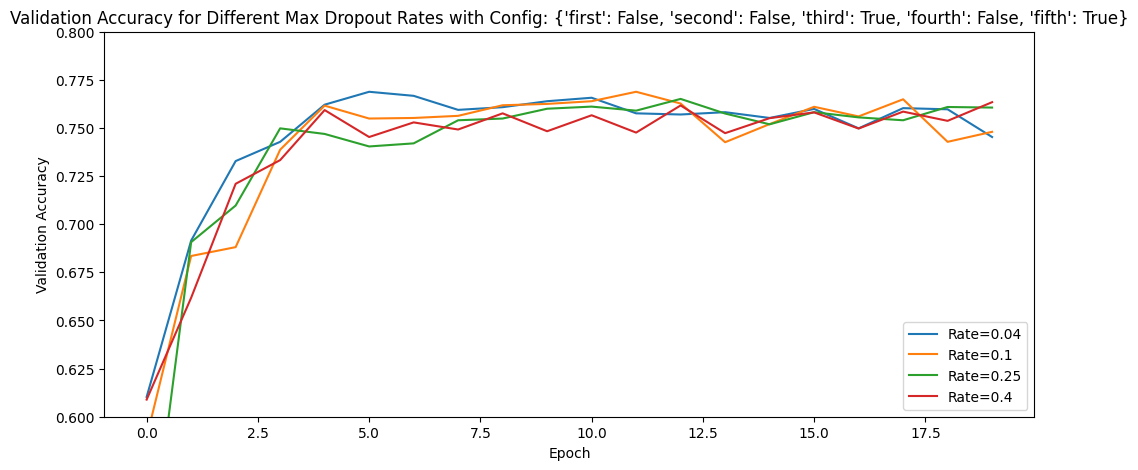 Validation Accuracy for Different Max Dropout Rates with Config: {'first': False, 'second': False, 'third': True, 'fourth': False, 'fifth': True}
Validation Accuracy
0.800
0.775
0.750
0.725
0.700
0.675
0.650
0.625
0.600
0.0 2.5 5.0 7.5 10.0 12.5 15.0 17.5
Epoch
Rate=0.04
Rate=0.1
Rate=0.25
Rate=0.4